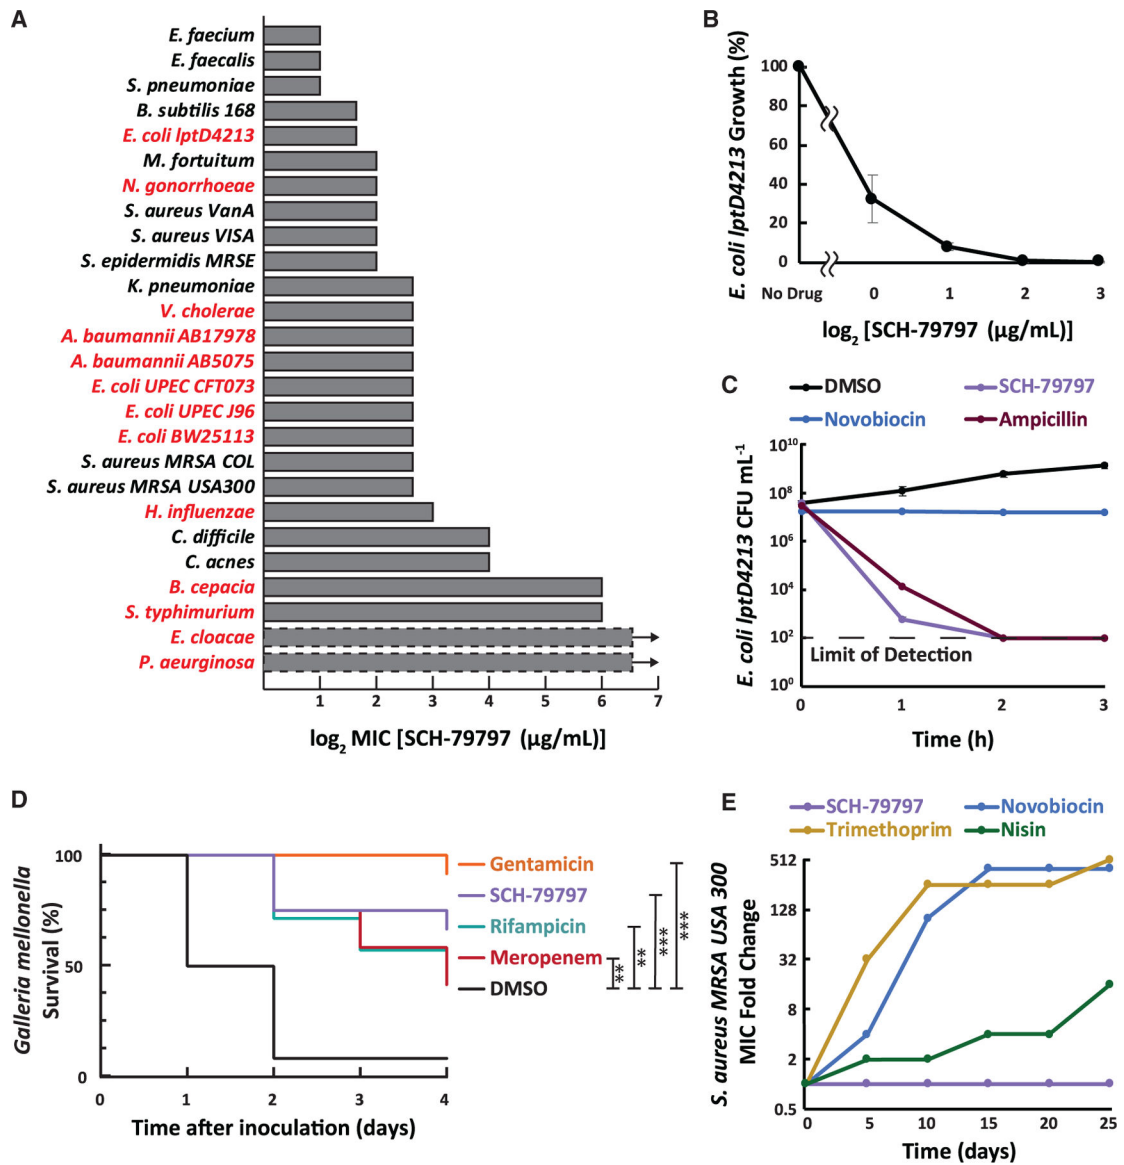 A
E. faecium
E. faecalis
S. pneumoniae
B. subtilis 168
E. coli lptD4213
M. fortuitum
N. gonorrhoeae
S. aureus VanA
S. aureus VISA
S. epidermidis MRSE
K. pneumoniae
V. cholerae
A. baumannii AB17978
A. baumannii AB5075
E. coli UPEC CFT073
E. coli UPEC J96
E. coli BW25113
S. aureus MRSA COL
S. aureus MRSA USA300
H. influenzae
C. difficile
C. acnes
B. cepacia
S. typhimurium
E. cloacae
P. aeurginosa
1 2 3 4 5 6 7
log2 MIC [SCH-79797 (µg/mL)]
B
E. coli lptD4213 Growth (%)
100
80
60
40
20
0
No Drug 0 1 2 3
log2 [SCH-79797 (µg/mL)]
C
DMSO SCH-79797
Novobiocin Ampicillin
E. coli lptD4213 CFU mL-1
10^10
10^8
10^6
10^4
10^2
10^0
Limit of Detection
0 1 2 3
Time (h)
D
Galleria mellonella
Survival (%)
100
50
0
0 1 2 3 4
Time after inoculation (days)
Gentamicin
SCH-79797
Rifampicin
Meropenem
DMSO
**
**
***
***
E
SCH-79797 Novobiocin
Trimethoprim Nisin
S. aureus MRSA USA 300
MIC Fold Change
512
128
32
8
2
0.5
0 5 10 15 20 25
Time (days)